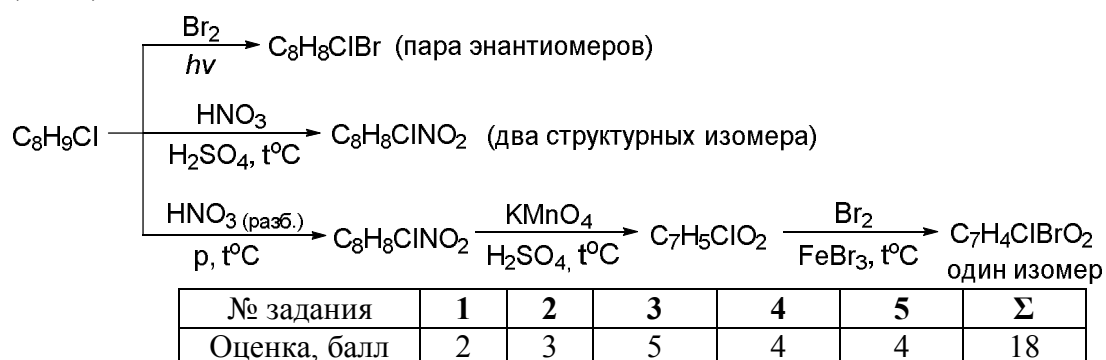 Br₂
hν
C₈H₈ClBr (пара энантиомеров)
C₈H₉Cl
HNO₃
H₂SO₄, t°C
C₈H₈ClNO₂ (два структурных изомера)
HNO₃ (разб.)
p, t°C
C₈H₈ClNO₂
KMnO₄
H₂SO₄, t°C
C₇H₅ClO₂
Br₂
FeBr₃, t°C
C₇H₄ClBrO₂
один изомер
№ задания 1 2 3 4 5 Σ
Оценка, балл 2 3 5 4 4 18